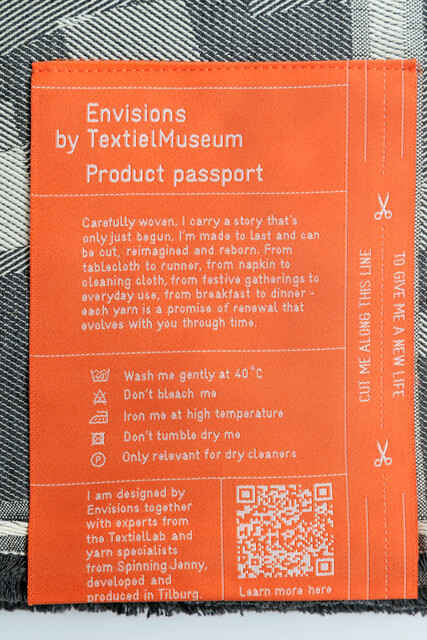 Envisions
by TextielMuseum
Product passport
Carefully woven, I carry a story that's
only just begun. I'm made to last and can
be cut, reimagined and reborn. From
tablecloth to runner, from napkin to
cleaning cloth, from festive gatherings to
everyday use, from breakfast to dinner -
each yarn is a promise of renewal that
evolves with you through time.
40
Wash me gently at 40°C
Don't bleach me
Iron me at high temperature
Don't tumble dry me
P
Only relevant for dry cleaners
I am designed by
Envisions together
with experts from
the TextielLab and
yarn specialists
from Spinning Jenny,
developed and
produced in Tilburg.
Learn more here
CUT ME ALONG THIS LINE
TO GIVE ME A NEW LIFE